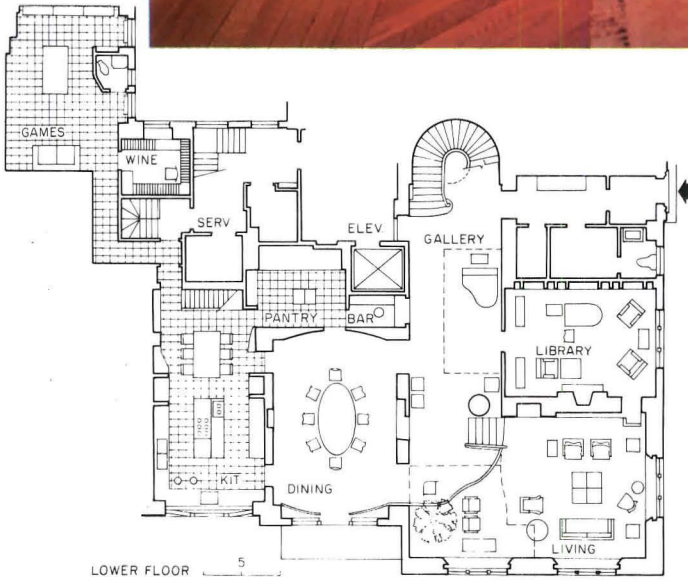 GAMES
WINE
SERV
ELEV.
GALLERY
PANTRY
BAR
LIBRARY
KIT
DINING
LIVING
LOWER FLOOR 5